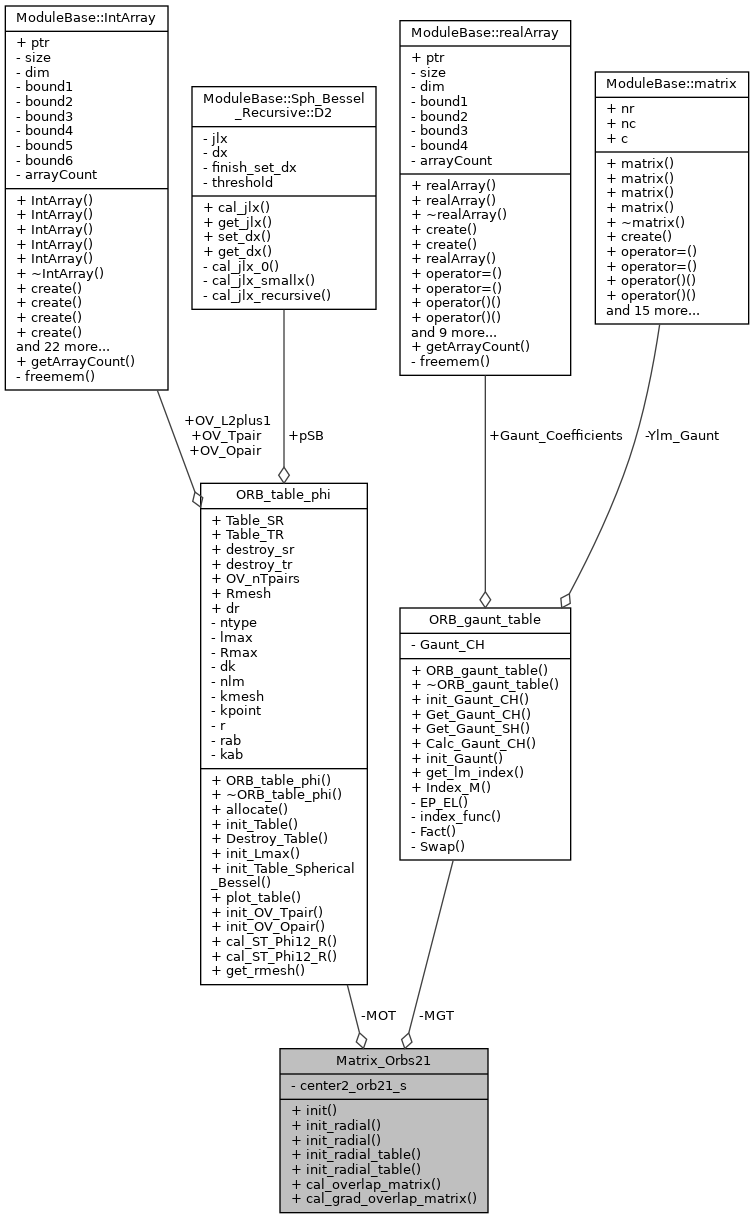 ModuleBase::IntArray
+ ptr
- size
- dim
- bound1
- bound2
- bound3
- bound4
- bound5
- bound6
- arrayCount
+ IntArray()
+ IntArray()
+ IntArray()
+ IntArray()
+ IntArray()
+ ~IntArray()
+ create()
+ create()
+ create()
+ create()
and 22 more...
+ getArrayCount()
- freemem()
ModuleBase::Sph_Bessel
_Recursive::D2
- jlx
- dx
- finish_set_dx
- threshold
+ cal_jlx()
+ get_jlx()
+ set_dx()
+ get_dx()
- cal_jlx_0()
- cal_jlx_smallx()
- cal_jlx_recursive()
ModuleBase::realArray
+ ptr
- size
- dim
- bound1
- bound2
- bound3
- bound4
- arrayCount
+ realArray()
+ realArray()
+ ~realArray()
+ create()
+ create()
+ realArray()
+ operator=()
+ operator=()
+ operator()()
+ operator()()
and 9 more...
+ getArrayCount()
- freemem()
ModuleBase::matrix
+ nr
+ nc
+ c
+ matrix()
+ matrix()
+ matrix()
+ matrix()
+ ~matrix()
+ create()
+ operator=()
+ operator=()
+ operator()()
+ operator()()
and 15 more...
+OV_L2plus1
+OV_Tpair
+OV_Opair
+pSB
+Gaunt_Coefficients
-Ylm_Gaunt
ORB_table_phi
+ Table_SR
+ Table_TR
+ destroy_sr
+ destroy_tr
+ OV_nTpairs
+ Rmesh
+ dr
- ntype
- lmax
- Rmax
- dk
- nlm
- kmesh
- kpoint
- r
- rab
- kab
+ ORB_table_phi()
+ ~ORB_table_phi()
+ allocate()
+ init_Table()
+ Destroy_Table()
+ init_Lmax()
+ init_Table_Spherical
_Bessel()
+ plot_table()
+ init_OV_Tpair()
+ init_OV_Opair()
+ cal_ST_Phi12_R()
+ cal_ST_Phi12_R()
+ get_rmesh()
ORB_gaunt_table
- Gaunt_CH
+ ORB_gaunt_table()
+ ~ORB_gaunt_table()
+ init_Gaunt_CH()
+ Get_Gaunt_CH()
+ Get_Gaunt_SH()
+ Calc_Gaunt_CH()
+ init_Gaunt()
+ get_lm_index()
+ Index_M()
- EP_EL()
- index_func()
- Fact()
- Swap()
-MOT
-MGT
Matrix_Orbs21
- center2_orb21_s
+ init()
+ init_radial()
+ init_radial()
+ init_radial_table()
+ init_radial_table()
+ cal_overlap_matrix()
+ cal_grad_overlap_matrix()